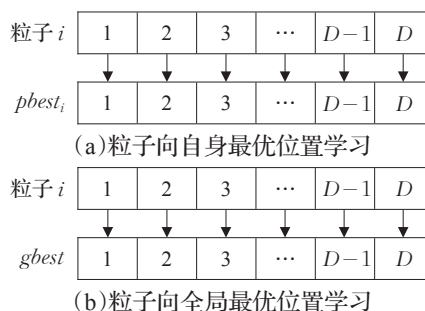 粒子 i 1 2 3 … D−1 D
pbest_i 1 2 3 … D−1 D
(a)粒子向自身最优位置学习
粒子 i 1 2 3 … D−1 D
gbest 1 2 3 … D−1 D
(b)粒子向全局最优位置学习